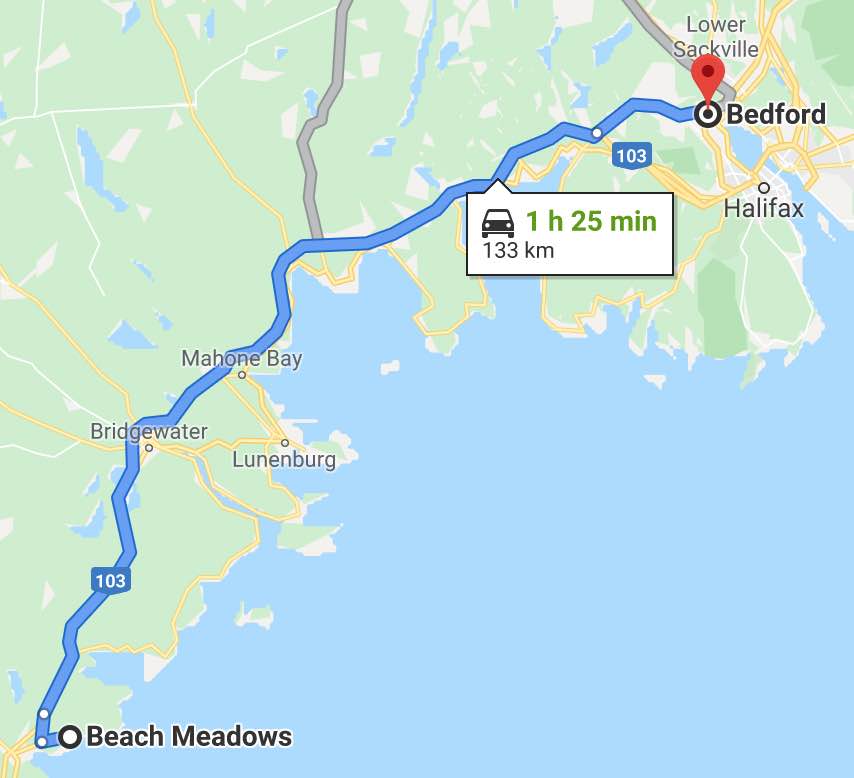 Lower
Sackville
Bedford
103
Halifax
1 h 25 min
133 km
Mahone Bay
Bridgewater
Lunenburg
103
Beach Meadows